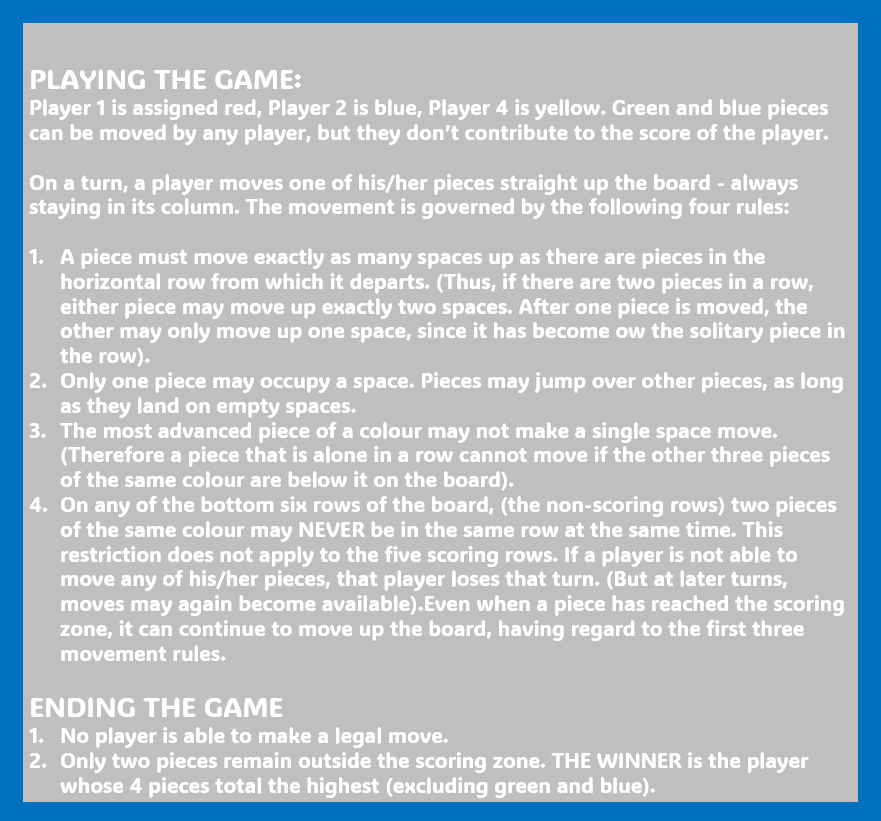 PLAYING THE GAME:
Player 1 is assigned red, Player 2 is blue, Player 4 is yellow. Green and blue pieces
can be moved by any player, but they don't contribute to the score of the player.
On a turn, a player moves one of his/her pieces straight up the board - always
staying in its column. The movement is governed by the following four rules:
1. A piece must move exactly as many spaces up as there are pieces in the
horizontal row from which it departs. (Thus, if there are two pieces in a row,
either piece may move up exactly two spaces. After one piece is moved, the
other may only move up one space, since it has become ow the solitary piece in
the row).
2. Only one piece may occupy a space. Pieces may jump over other pieces, as long
as they land on empty spaces.
3. The most advanced piece of a colour may not make a single space move.
(Therefore a piece that is alone in a row cannot move if the other three pieces
of the same colour are below it on the board).
4. On any of the bottom six rows of the board, (the non-scoring rows) two pieces
of the same colour may NEVER be in the same row at the same time. This
restriction does not apply to the five scoring rows. If a player is not able to
move any of his/her pieces, that player loses that turn. (But at later turns,
moves may again become available).Even when a piece has reached the scoring
zone, it can continue to move up the board, having regard to the first three
movement rules.
ENDING THE GAME
1. No player is able to make a legal move.
2. Only two pieces remain outside the scoring zone. THE WINNER is the player
whose 4 pieces total the highest (excluding green and blue).